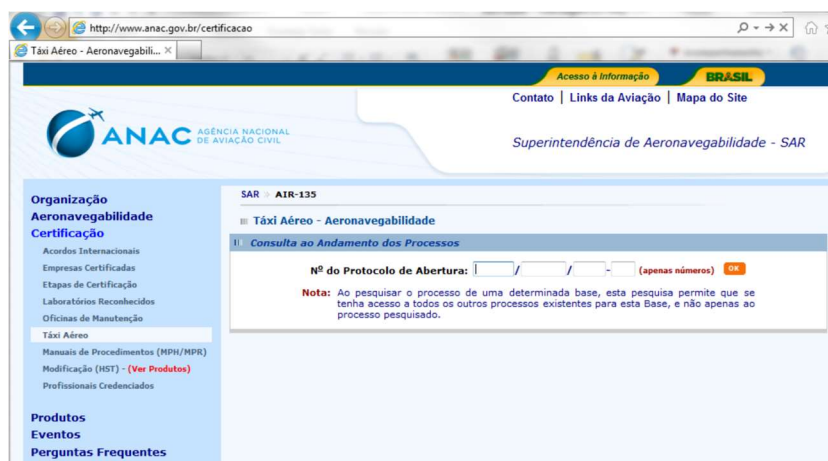 http://www.anac.gov.br/certificacao
Táxi Aéreo - Aeronavegabili...
Acesso à Informação
BRASIL
Contato | Links da Aviação | Mapa do Site
ANAC AGÊNCIA NACIONAL
DE AVIAÇÃO CIVIL
Superintendência de Aeronavegabilidade - SAR
Organização
Aeronavegabilidade
Certificação
Acordos Internacionais
Empresas Certificadas
Etapas de Certificação
Laboratórios Reconhecidos
Oficinas de Manutenção
Táxi Aéreo
Manuais de Procedimentos (MPH/MPR)
Modificação (HST) - (Ver Produtos)
Profissionais Credenciados
Produtos
Eventos
Perguntas Frequentes
SAR AIR-135
Táxi Aéreo - Aeronavegabilidade
Consulta ao Andamento dos Processos
Nº do Protocolo de Abertura: / / - (apenas números) OK
Nota: Ao pesquisar o processo de uma determinada base, esta pesquisa permite que se
tenha acesso a todos os outros processos existentes para esta Base, e não apenas ao
processo pesquisado.